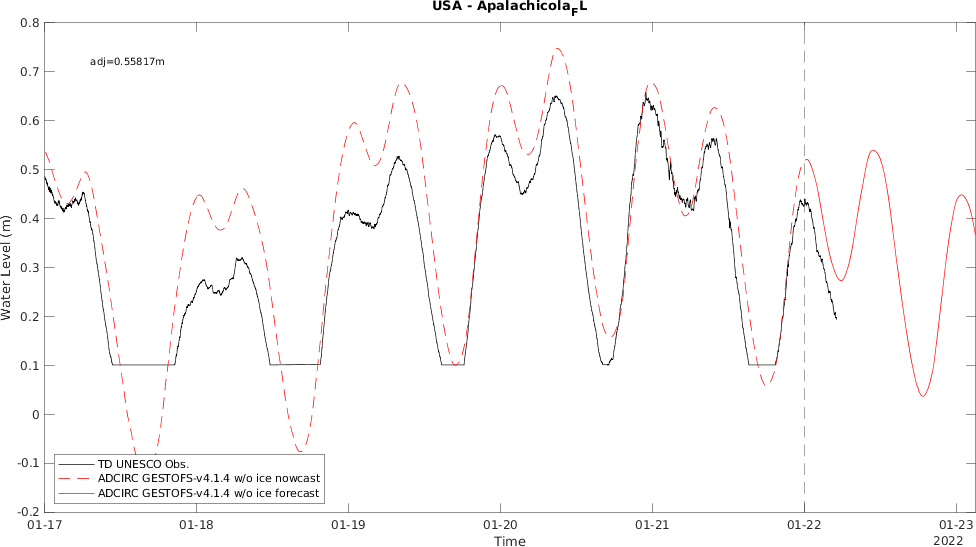 USA - ApalachicolaFL
adj=0.55817m
0.8
0.7
0.6
0.5
0.4
0.3
0.2
0.1
0
-0.1
-0.2
Water Level (m)
TD UNESCO Obs.
ADCIRC GESTOFS-v4.1.4 w/o ice nowcast
ADCIRC GESTOFS-v4.1.4 w/o ice forecast
01-17 01-18 01-19 01-20 01-21 01-22 01-23
Time
2022